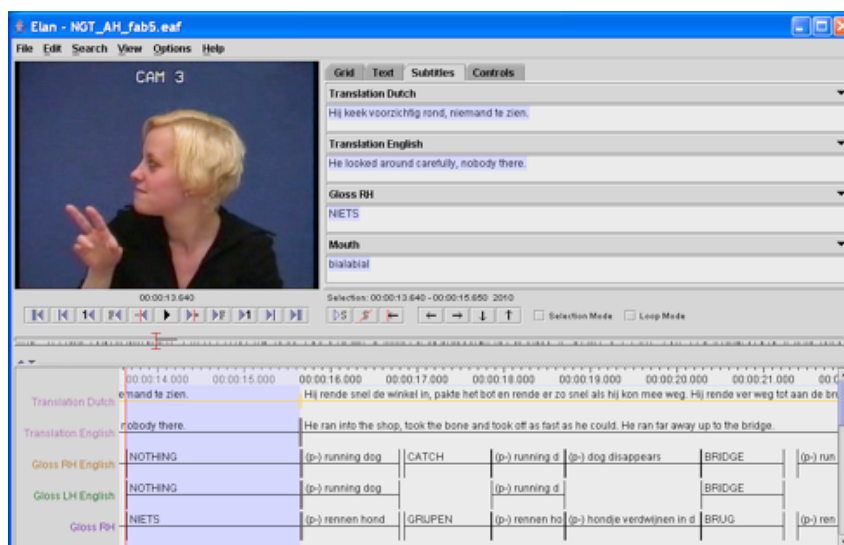 Elan - NGT_AH_fab5.eaf
File Edit Search View Options Help
CAM 3
Grid Text Subtitles Controls
Translation Dutch
Hij keek voorzichtig rond, niemand te zien.
Translation English
He looked around carefully, nobody there.
Gloss RH
NIETS
Mouth
bialabial
00:00:13.640
Selection: 00:00:13.640 - 00:00:15.650 2010
Selection Mode Loop Mode
00:00:14.000 00:00:15.000 00:00:16.000 00:00:17.000 00:00:18.000 00:00:19.000 00:00:20.000 00:00:21.000 00:0
Translation Dutch emand te zien. Hij rende snel de winkel in, pakte het bot en rende er zo snel als hij kon mee weg. Hij rende ver weg tot aan de bru
Translation English nobody there. He ran into the shop, took the bone and took off as fast as he could. He ran far away up to the bridge.
Gloss RH English NOTHING (p-) running dog CATCH (p-) running d (p-) dog disappears BRIDGE (p-) run
Gloss LH English NOTHING (p-) running dog (p-) running d BRIDGE
Gloss RH NIETS (p-) rennen hond GRIJPEN (p-) rennen ho (p-) hondje verdwijnen in d BRUG (p-) ren